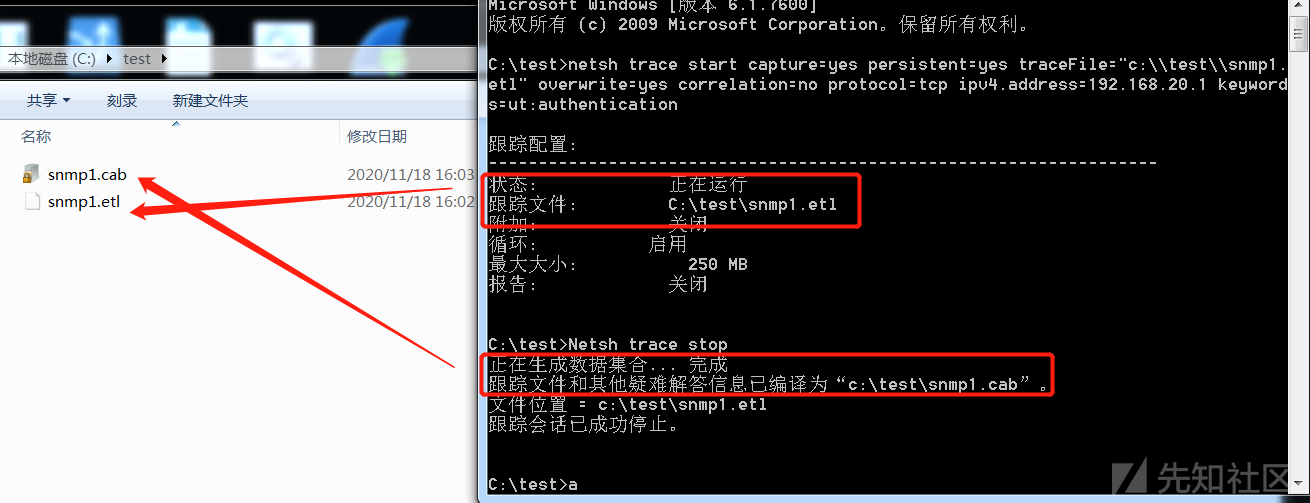 本地磁盘 (C:) test
共享 刻录 新建文件夹
名称 修改日期
snmp1.cab 2020/11/18 16:03
snmp1.etl 2020/11/18 16:02
Microsoft Windows [版本 6.1.7600]
版权所有 (c) 2009 Microsoft Corporation。保留所有权利。
C:\test>netsh trace start capture=yes persistent=yes traceFile="c:\\test\\snmp1.
etl" overwrite=yes correlation=no protocol=tcp ipv4.address=192.168.20.1 keyword
s=ut:authentication
跟踪配置:
-------------------------------------------------------------------
状态: 正在运行
跟踪文件: C:\test\snmp1.etl
附加: 关闭
循环: 启用
最大大小: 250 MB
报告: 关闭
C:\test>Netsh trace stop
正在生成数据集合... 完成
跟踪文件和其他疑难解答信息已编译为“c:\test\snmp1.cab”。
文件位置 = c:\test\snmp1.etl
跟踪会话已成功停止。
C:\test>a
先知社区